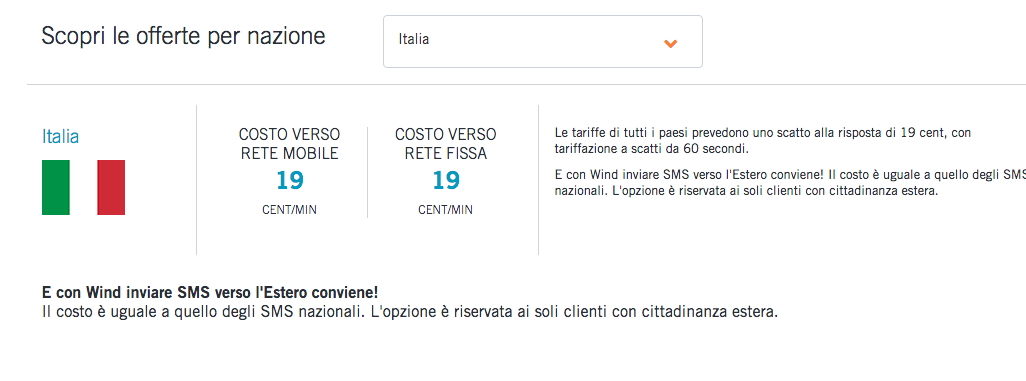 Scopri le offerte per nazione
Italia
Italia
COSTO VERSO
RETE MOBILE
19
CENT/MIN
COSTO VERSO
RETE FISSA
19
CENT/MIN
Le tariffe di tutti i paesi prevedono uno scatto alla risposta di 19 cent, con
tariffazione a scatti da 60 secondi.
E con Wind inviare SMS verso l'Estero conviene! Il costo è uguale a quello degli SMS
nazionali. L'opzione è riservata ai soli clienti con cittadinanza estera.
E con Wind inviare SMS verso l'Estero conviene!
Il costo è uguale a quello degli SMS nazionali. L'opzione è riservata ai soli clienti con cittadinanza estera.